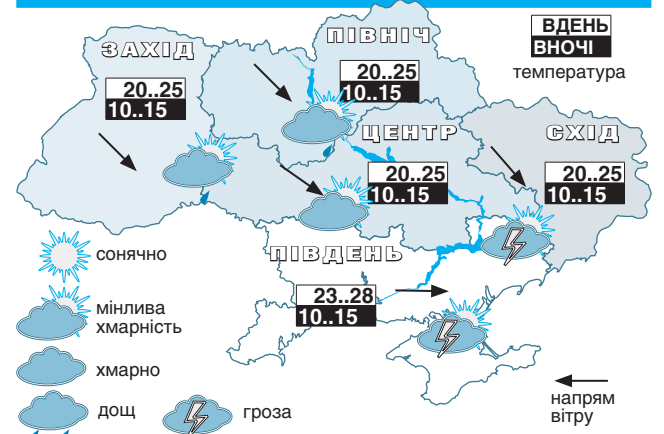 ПІВНІЧ
ВДЕНЬ
ВНОЧІ
температура
ЗАХІД
20..25
10..15
20..25
10..15
ЦЕНТР
СХІД
20..25
10..15
20..25
10..15
ПІВДЕНЬ
23..28
10..15
сонячно
мінлива
хмарність
хмарно
дощ
гроза
напрям
вітру